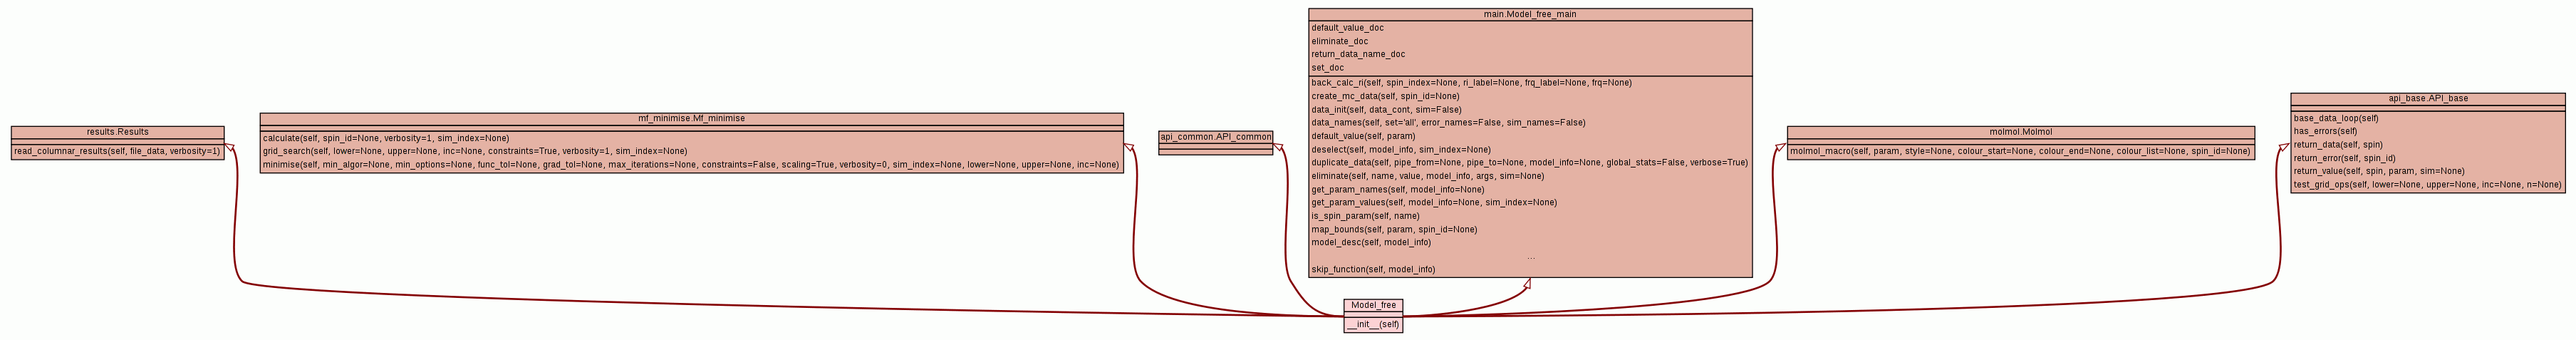 results.Results
read_columnar_results(self, file_data, verbosity=1)
mf_minimise.Mf_minimise
calculate(self, spin_id=None, verbosity=1, sim_index=None)
grid_search(self, lower=None, upper=None, inc=None, constraints=True, verbosity=1, sim_index=None)
minimise(self, min_algor=None, min_options=None, func_tol=None, grad_tol=None, max_iterations=None, constraints=False, scaling=True, verbosity=0, sim_index=None, lower=None, upper=None, inc=None)
api_common.API_common
main.Model_free_main
default_value_doc
eliminate_doc
return_data_name_doc
set_doc
back_calc_ri(self, spin_index=None, ri_label=None, frq_label=None, frq=None)
create_mc_data(self, spin_id=None)
data_init(self, data_cont, sim=False)
data_names(self, set='all', error_names=False, sim_names=False)
default_value(self, param)
deselect(self, model_info, sim_index=None)
duplicate_data(self, pipe_from=None, pipe_to=None, model_info=None, global_stats=False, verbose=True)
eliminate(self, name, value, model_info, args, sim=None)
get_param_names(self, model_info=None)
get_param_values(self, model_info=None, sim_index=None)
is_spin_param(self, name)
map_bounds(self, param, spin_id=None)
model_desc(self, model_info)
...
skip_function(self, model_info)
molmol.Molmol
molmol_macro(self, param, style=None, colour_start=None, colour_end=None, colour_list=None, spin_id=None)
api_base.API_base
base_data_loop(self)
has_errors(self)
return_data(self, spin)
return_error(self, spin_id)
return_value(self, spin, param, sim=None)
test_grid_ops(self, lower=None, upper=None, inc=None, n=None)
Model_free
__init__(self)